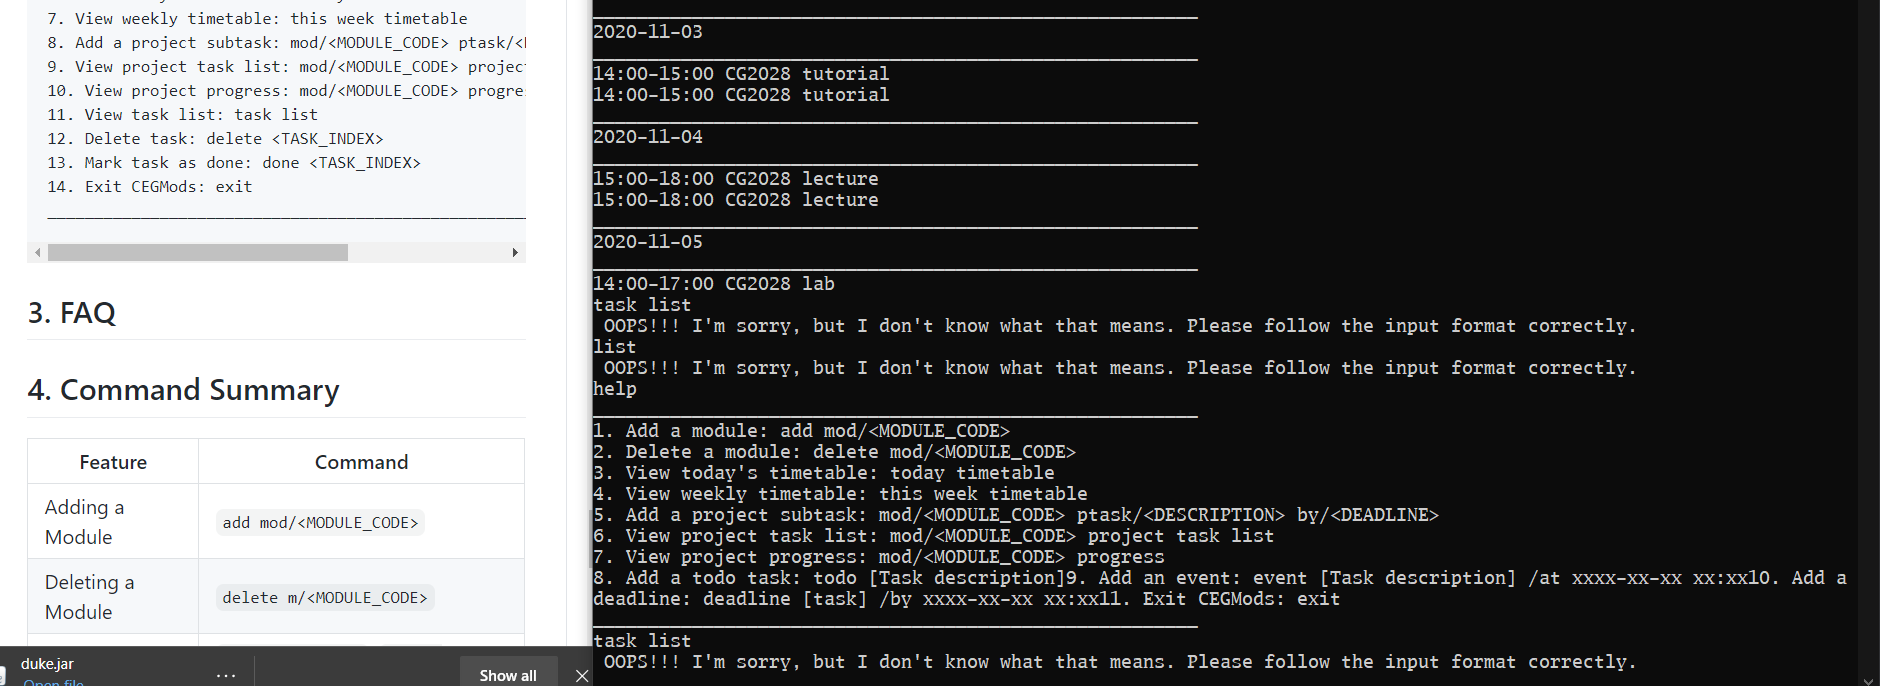 7. View weekly timetable: this week timetable
8. Add a project subtask: mod/<MODULE_CODE> ptask/<
9. View project task list: mod/<MODULE_CODE> projec
10. View project progress: mod/<MODULE_CODE> progre
11. View task list: task list
12. Delete task: delete <TASK_INDEX>
13. Mark task as done: done <TASK_INDEX>
14. Exit CEGMods: exit
3. FAQ
4. Command Summary
Feature Command
Adding a Module add mod/<MODULE_CODE>
Deleting a Module delete m/<MODULE_CODE>
duke.jar
Open file
...
Show all
2020-11-03
14:00-15:00 CG2028 tutorial
14:00-15:00 CG2028 tutorial
2020-11-04
15:00-18:00 CG2028 lecture
15:00-18:00 CG2028 lecture
2020-11-05
14:00-17:00 CG2028 lab
task list
OOPS!!! I'm sorry, but I don't know what that means. Please follow the input format correctly.
list
OOPS!!! I'm sorry, but I don't know what that means. Please follow the input format correctly.
help
1. Add a module: add mod/<MODULE_CODE>
2. Delete a module: delete mod/<MODULE_CODE>
3. View today's timetable: today timetable
4. View weekly timetable: this week timetable
5. Add a project subtask: mod/<MODULE_CODE> ptask/<DESCRIPTION> by/<DEADLINE>
6. View project task list: mod/<MODULE_CODE> project task list
7. View project progress: mod/<MODULE_CODE> progress
8. Add a todo task: todo [Task description]9. Add an event: event [Task description] /at xxxx-xx-xx xx:xx10. Add a
deadline: deadline [task] /by xxxx-xx-xx xx:xx11. Exit CEGMods: exit
task list
OOPS!!! I'm sorry, but I don't know what that means. Please follow the input format correctly.